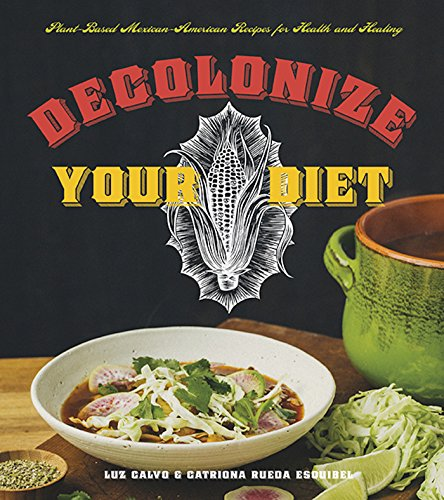 Plant-Based Mexican-American Recipes for Health and Healing
DECOLONIZE
YOUR DIET
LUZ CALVO & CATRIONA RUEDA ESQUIBEL